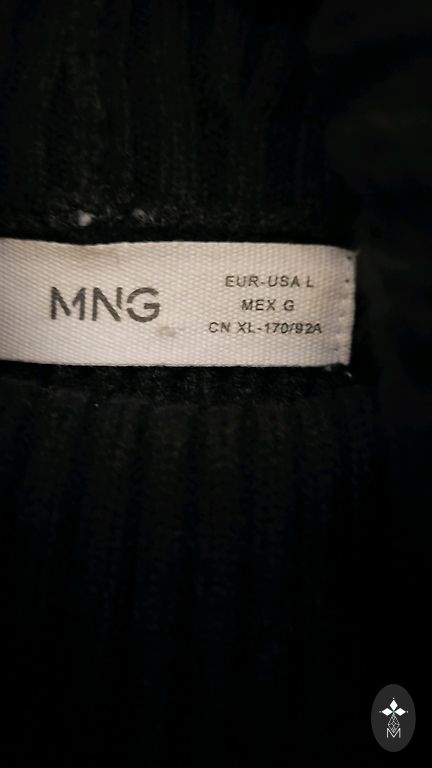 MNG
EUR-USA L
MEX G
CN XL-170/92A
M